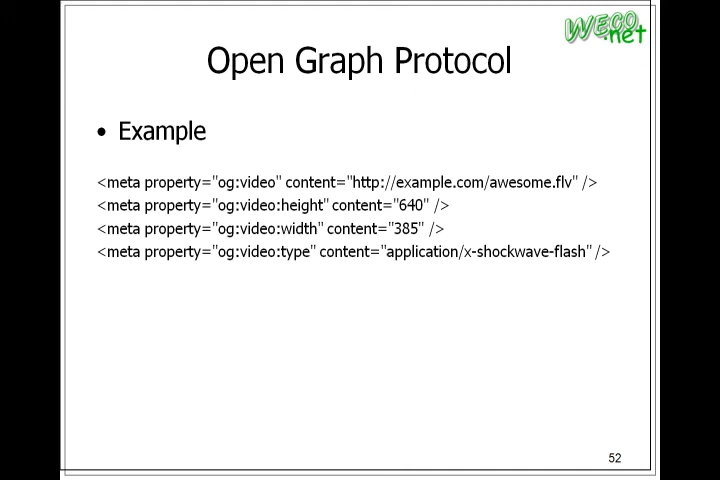 WECO
.net
Open Graph Protocol
• Example
<meta property="og:video" content="http://example.com/awesome.flv" />
<meta property="og:video:height" content="640" />
<meta property="og:video:width" content="385" />
<meta property="og:video:type" content="application/x-shockwave-flash" />
52